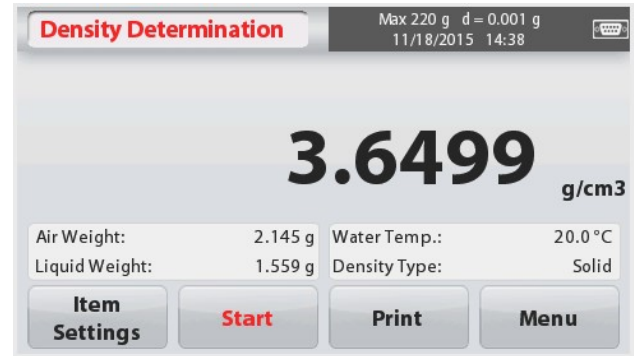 Density Determination
Max 220 g d = 0.001 g
11/18/2015 14:38
3.6499 g/cm3
Air Weight: 2.145 g Water Temp.: 20.0 °C
Liquid Weight: 1.559 g Density Type: Solid
Item Settings
Start
Print
Menu